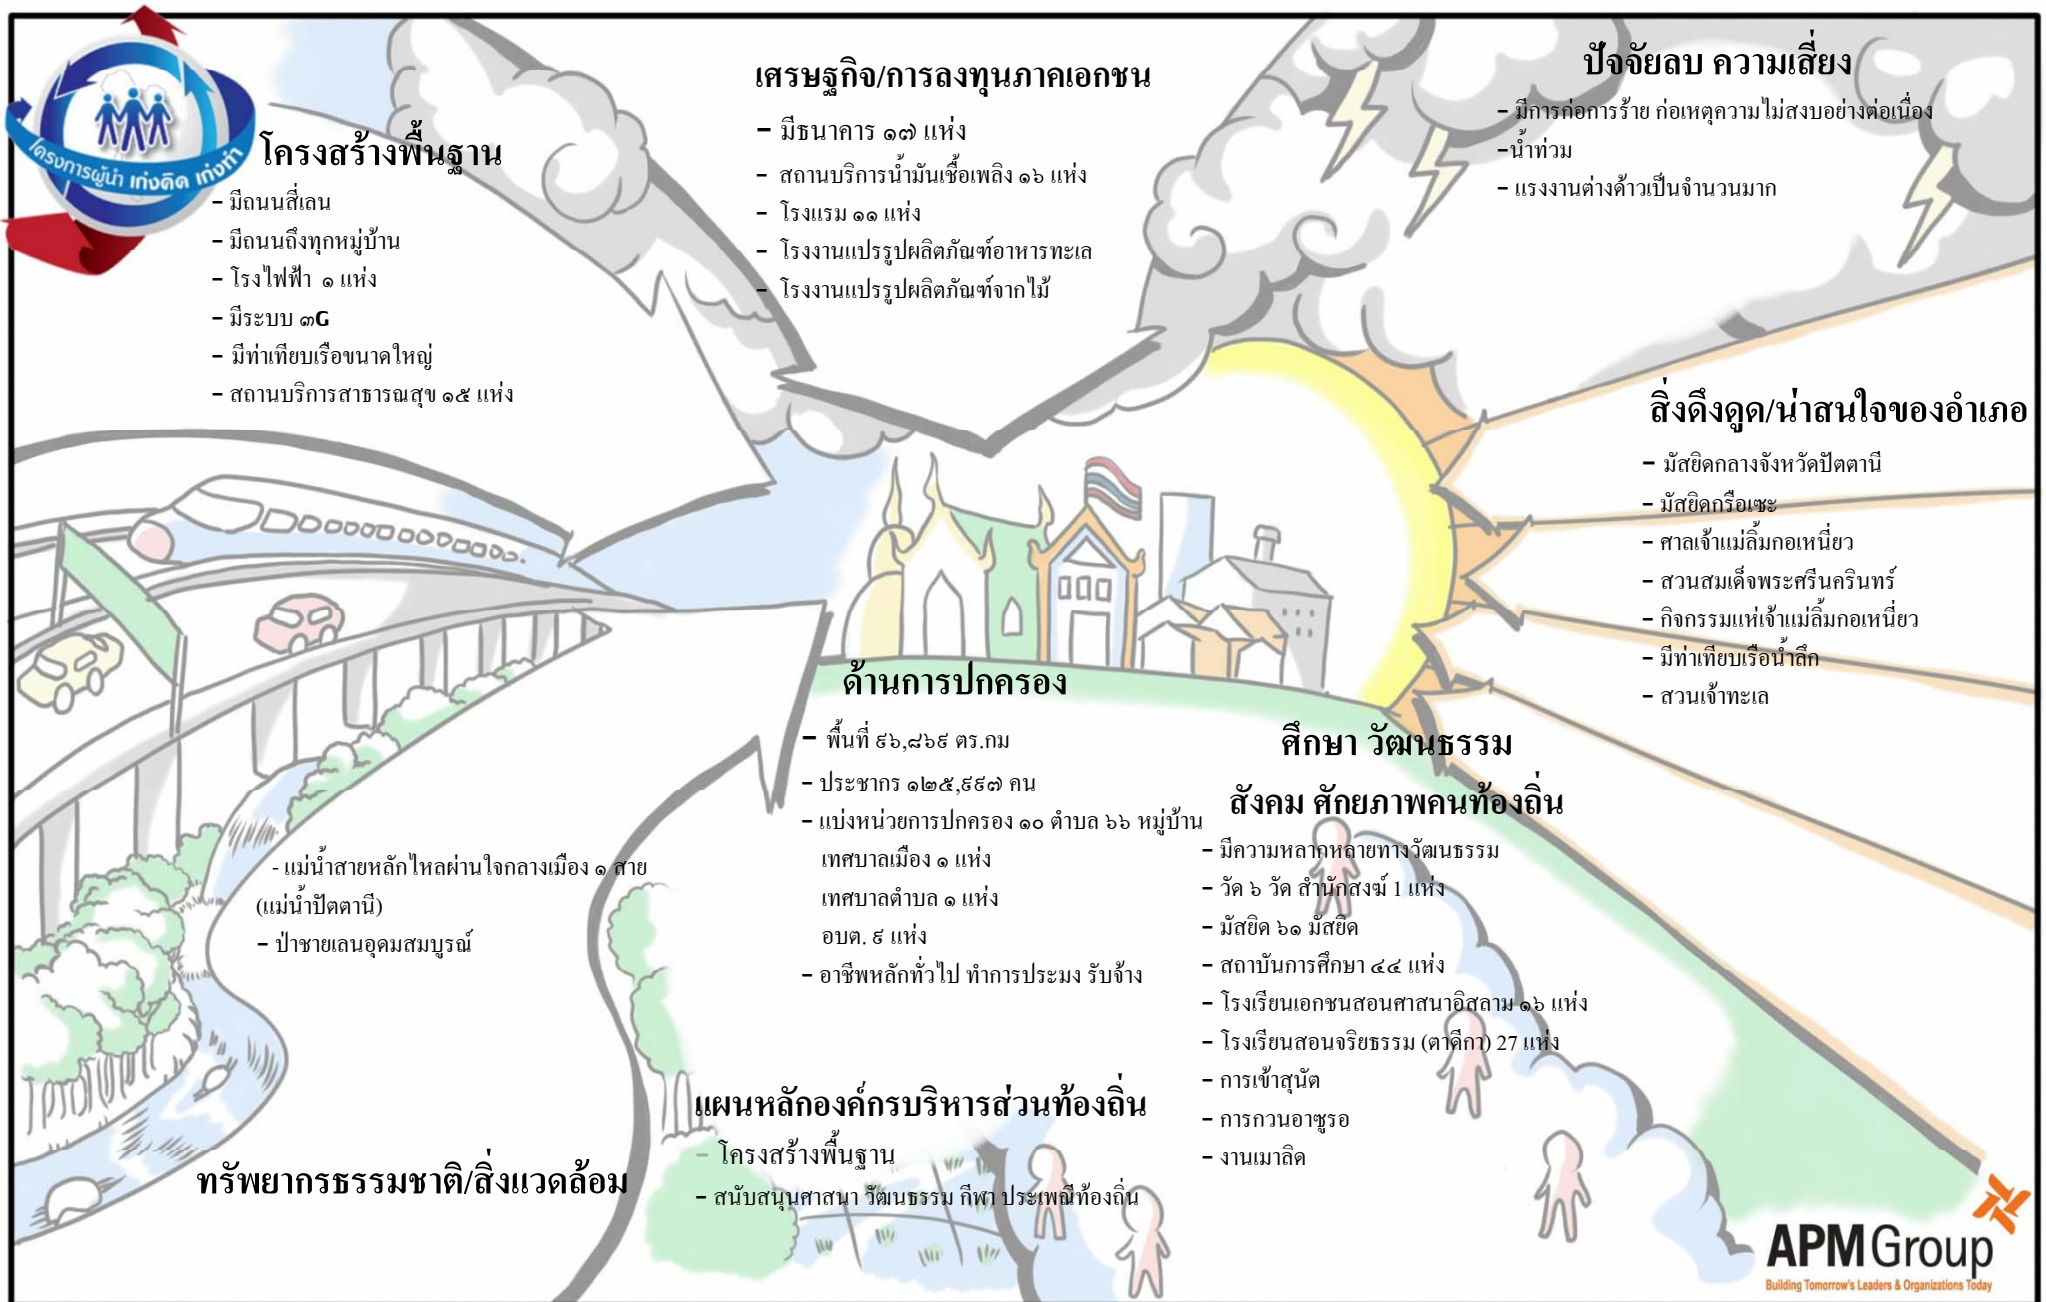 โครงการผู้นำ เก่งคิด เก่งทำ
โครงสร้างพื้นฐาน
- มีถนนสี่เลน
- มีถนนถึงทุกหมู่บ้าน
- โรงไฟฟ้า ๑ แห่ง
- มีระบบ ๓G
- มีท่าเทียบเรือขนาดใหญ่
- สถานบริการสาธารณสุข ๑๕ แห่ง
เศรษฐกิจ/การลงทุนภาคเอกชน
- มีธนาคาร ๑๗ แห่ง
- สถานบริการน้ำมันเชื้อเพลิง ๑๖ แห่ง
- โรงแรม ๑๑ แห่ง
- โรงงานแปรรูปผลิตภัณฑ์อาหารทะเล
- โรงงานแปรรูปผลิตภัณฑ์จากไม้
ปัจจัยลบ ความเสี่ยง
- มีการก่อการร้าย ก่อเหตุความไม่สงบอย่างต่อเนื่อง
-น้ำท่วม
- แรงงานต่างด้าวเป็นจำนวนมาก
สิ่งดึงดูด/น่าสนใจของอำเภอ
- มัสยิดกลางจังหวัดปัตตานี
- มัสยิดกรือเซะ
- ศาลเจ้าแม่ลิ้มกอเหนี่ยว
- สวนสมเด็จพระศรีนครินทร์
- กิจกรรมแห่เจ้าแม่ลิ้มกอเหนี่ยว
- มีท่าเทียบเรือน้ำลึก
- สวนเจ้าทะเล
ด้านการปกครอง
- พื้นที่ ๙๖,๘๖๙ ตร.กม
- ประชากร ๑๒๕,๙๙๗ คน
- แบ่งหน่วยการปกครอง ๑๐ ตำบล ๖๖ หมู่บ้าน
เทศบาลเมือง ๑ แห่ง
เทศบาลตำบล ๑ แห่ง
อบต. ๙ แห่ง
- อาชีพหลักทั่วไป ทำการประมง รับจ้าง
ศึกษา วัฒนธรรม
สังคม ศักยภาพคนท้องถิ่น
- มีความหลากหลายทางวัฒนธรรม
- วัด ๖ วัด สำนักสงฆ์ 1 แห่ง
- มัสยิด ๖๑ มัสยิด
- สถาบันการศึกษา ๔๔ แห่ง
- โรงเรียนเอกชนสอนศาสนาอิสลาม ๑๖ แห่ง
- โรงเรียนสอนจริยธรรม (ตาดีกา) 27 แห่ง
- การเข้าสุนัต
- การกวนอาซูรอ
- งานเมาลิด
- แม่น้ำสายหลักไหลผ่านใจกลางเมือง ๑ สาย
(แม่น้ำปัตตานี)
- ป่าชายเลนอุดมสมบูรณ์
ทรัพยากรธรรมชาติ/สิ่งแวดล้อม
แผนหลักองค์กรบริหารส่วนท้องถิ่น
- โครงสร้างพื้นฐาน
- สนับสนุนศาสนา วัฒนธรรม กีฬา ประเพณีท้องถิ่น
APM Group
Building Tomorrow's Leaders & Organizations Today